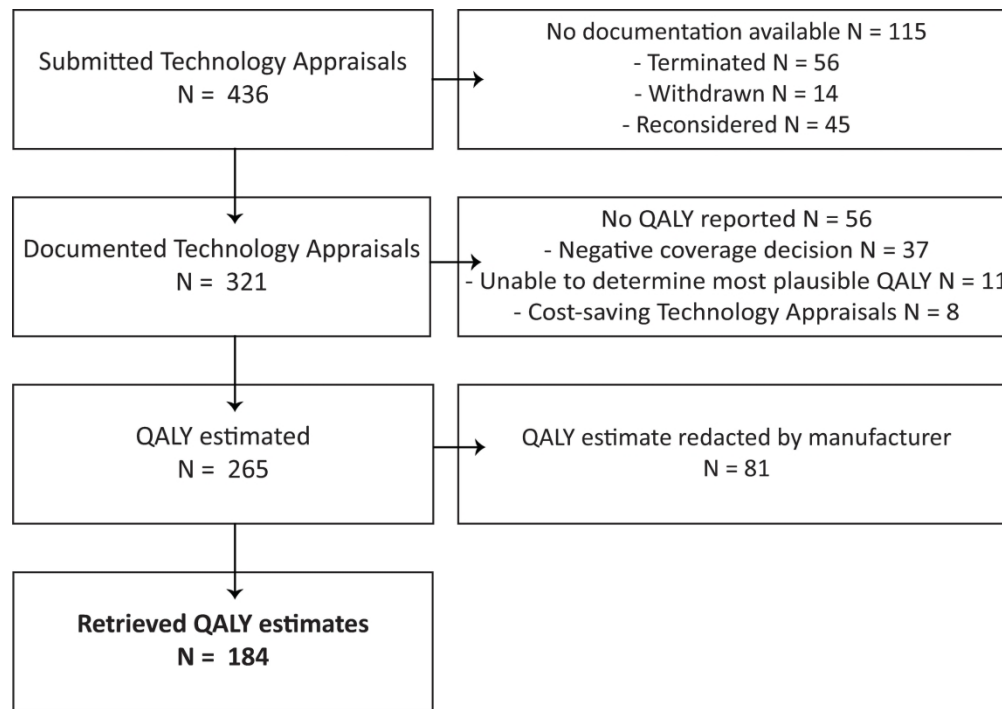 Submitted Technology Appraisals
N = 436
No documentation available N = 115
- Terminated N = 56
- Withdrawn N = 14
- Reconsidered N = 45
Documented Technology Appraisals
N = 321
No QALY reported N = 56
- Negative coverage decision N = 37
- Unable to determine most plausible QALY N = 11
- Cost-saving Technology Appraisals N = 8
QALY estimated
N = 265
QALY estimate redacted by manufacturer
N = 81
Retrieved QALY estimates
N = 184